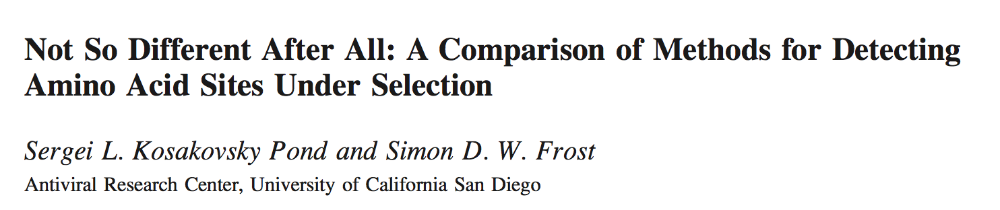 Not So Different After All: A Comparison of Methods for Detecting
Amino Acid Sites Under Selection
Sergei L. Kosakovsky Pond and Simon D. W. Frost
Antiviral Research Center, University of California San Diego